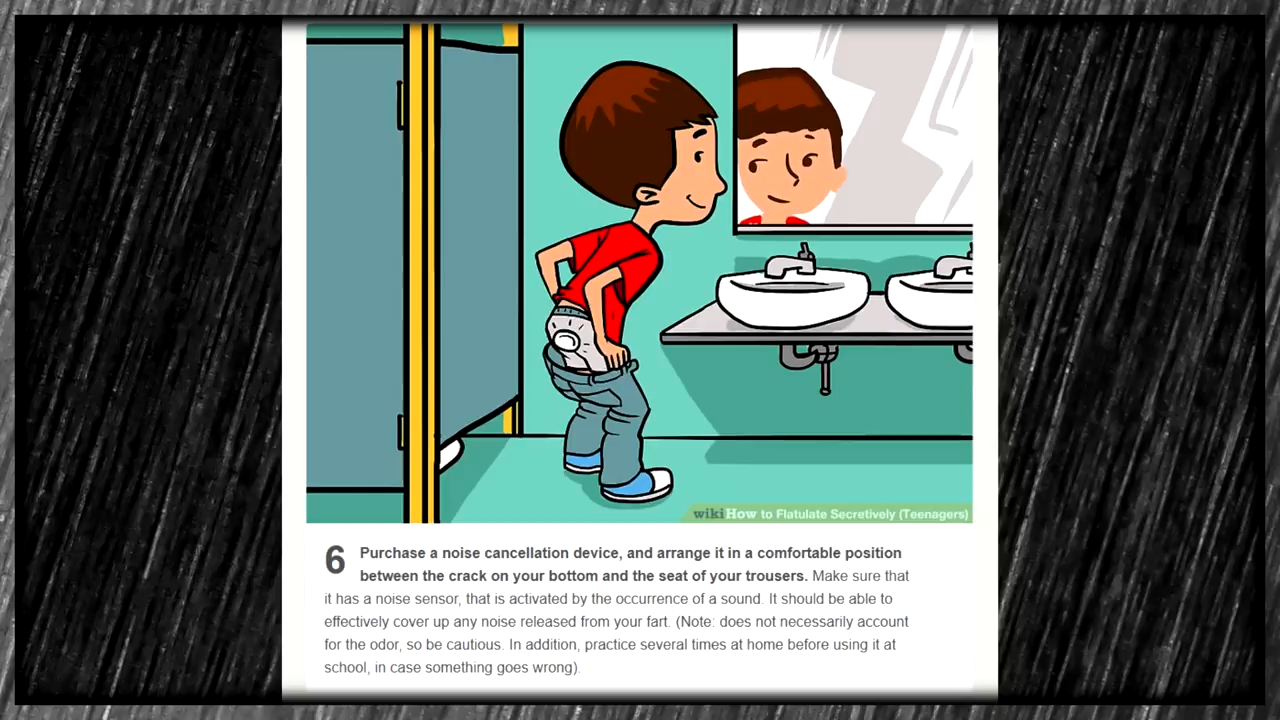 wikiHow to Flatulate Secretively (Teenagers)
6 Purchase a noise cancellation device, and arrange it in a comfortable position
between the crack on your bottom and the seat of your trousers. Make sure that
it has a noise sensor, that is activated by the occurrence of a sound. It should be able to
effectively cover up any noise released from your fart. (Note: does not necessarily account
for the odor, so be cautious. In addition, practice several times at home before using it at
school, in case something goes wrong).